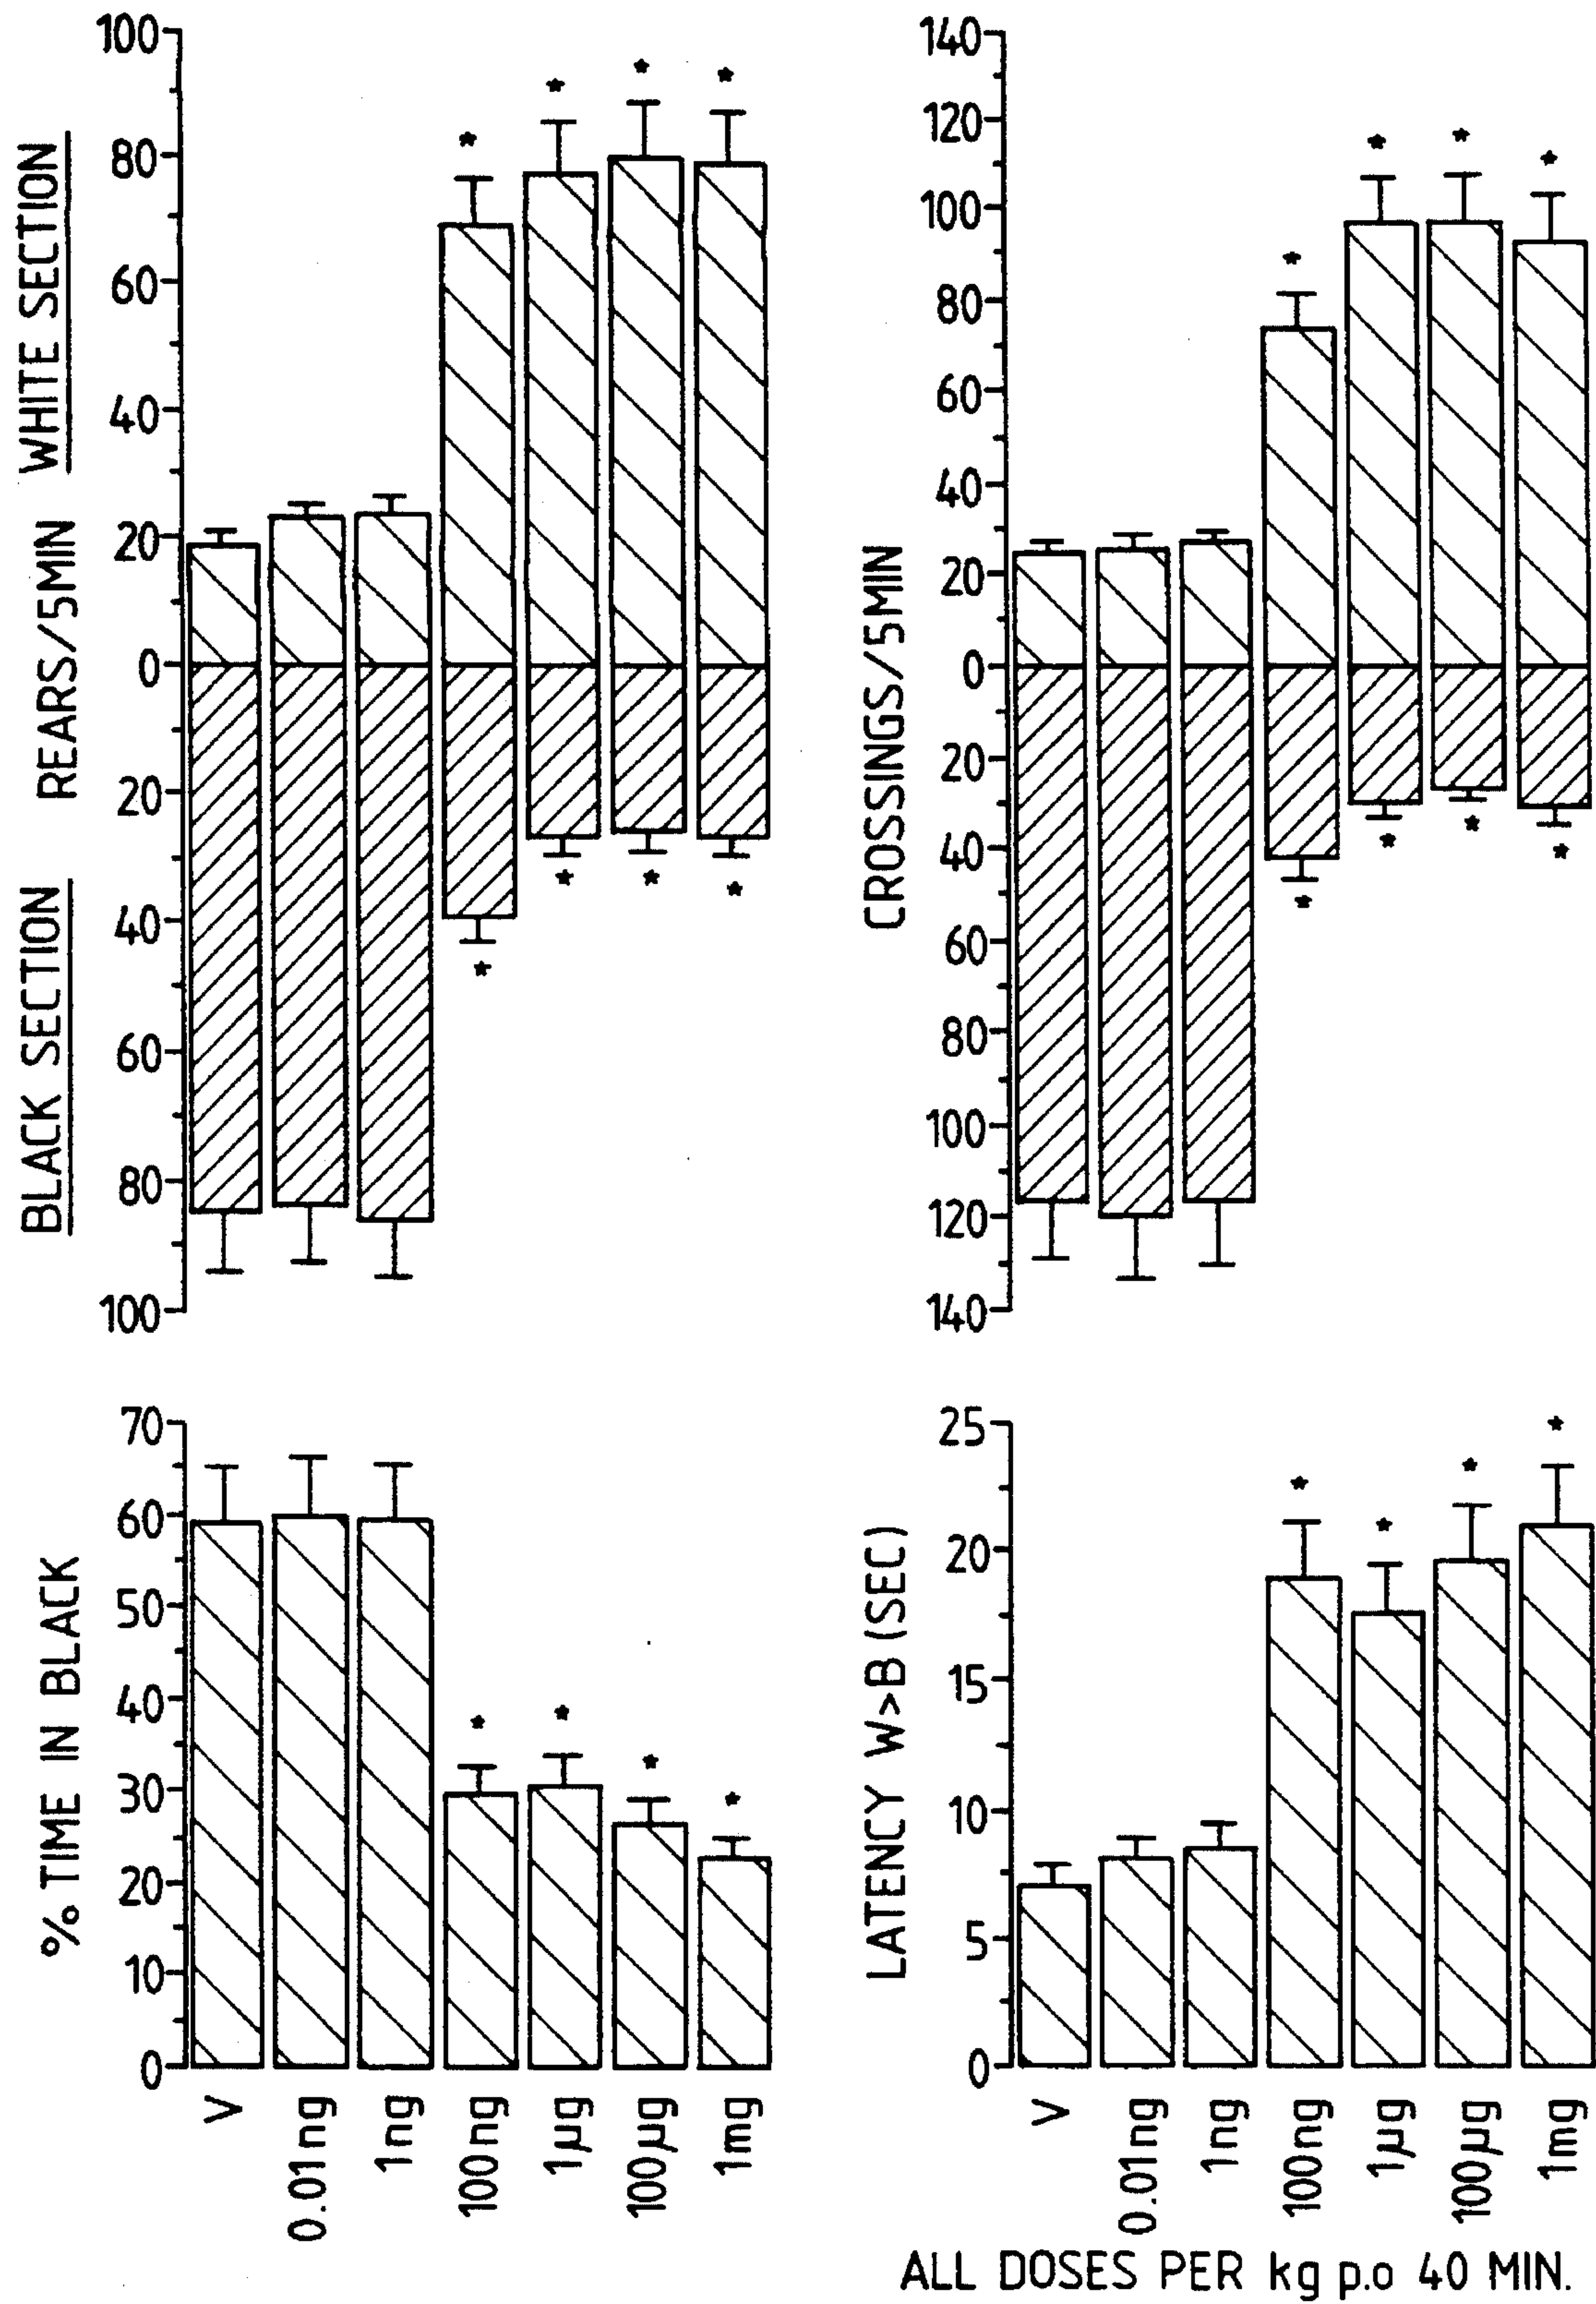 WHITE SECTION
REARS/5MIN
BLACK SECTION
100
80
60
40
20
0
20
40
60
80
100
* * * *
* * * *
CROSSINGS/5MIN
140
120
100
80
60
40
20
0
20
40
60
80
100
120
140
* * * *
* * * *
% TIME IN BLACK
70
60
50
40
30
20
10
0
* * * *
V 0.01ng 1ng 100ng 1µg 100µg 1mg
LATENCY W>B (SEC)
25
20
15
10
5
0
* * * *
V 0.01ng 1ng 100ng 1µg 100µg 1mg
ALL DOSES PER kg p.o 40 MIN.